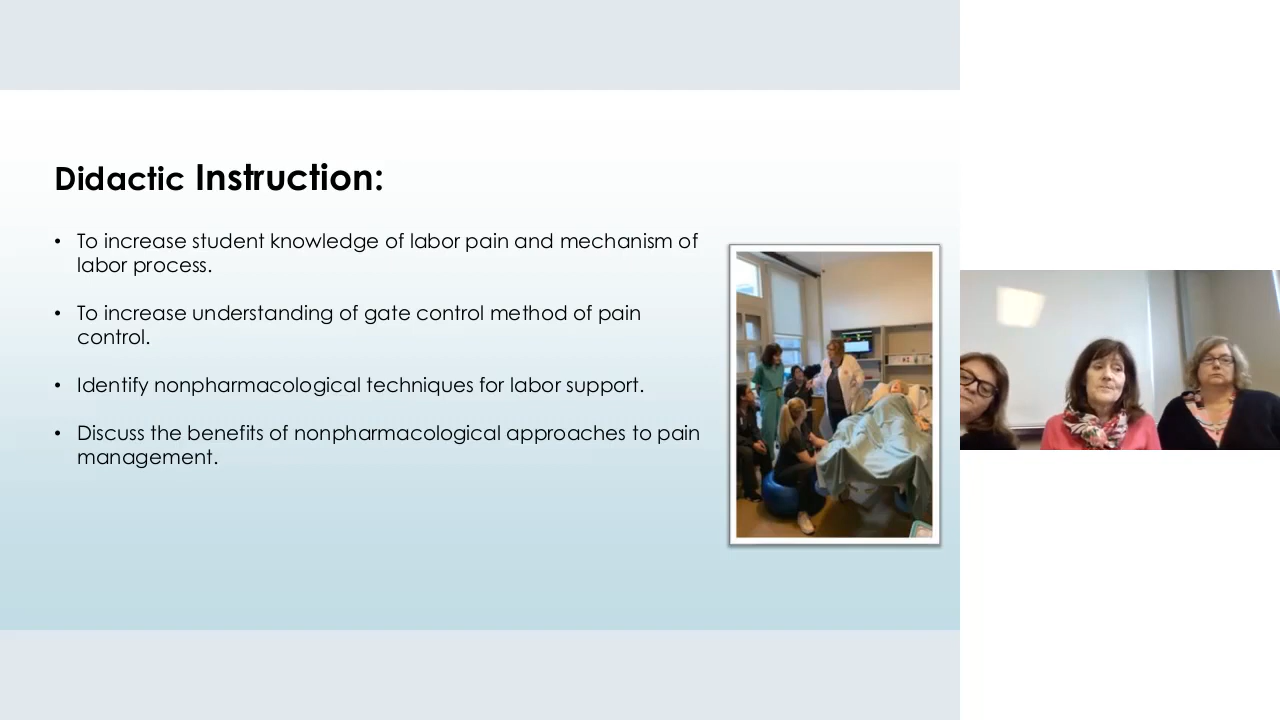 Didactic Instruction:
• To increase student knowledge of labor pain and mechanism of
labor process.
• To increase understanding of gate control method of pain
control.
• Identify nonpharmacological techniques for labor support.
• Discuss the benefits of nonpharmacological approaches to pain
management.